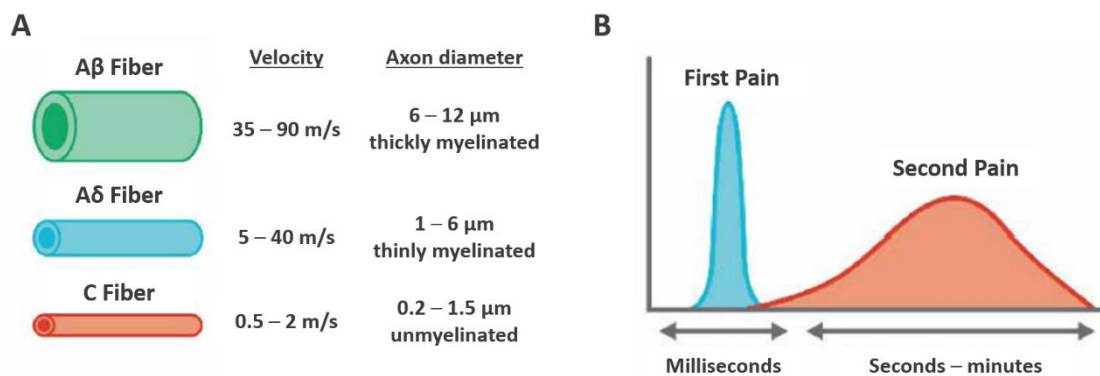 A
Aβ Fiber
Velocity
Axon diameter
35 – 90 m/s
6 – 12 μm
thickly myelinated
Aδ Fiber
5 – 40 m/s
1 – 6 μm
thinly myelinated
C Fiber
0.5 – 2 m/s
0.2 – 1.5 μm
unmyelinated
B
First Pain
Second Pain
Milliseconds
Seconds – minutes